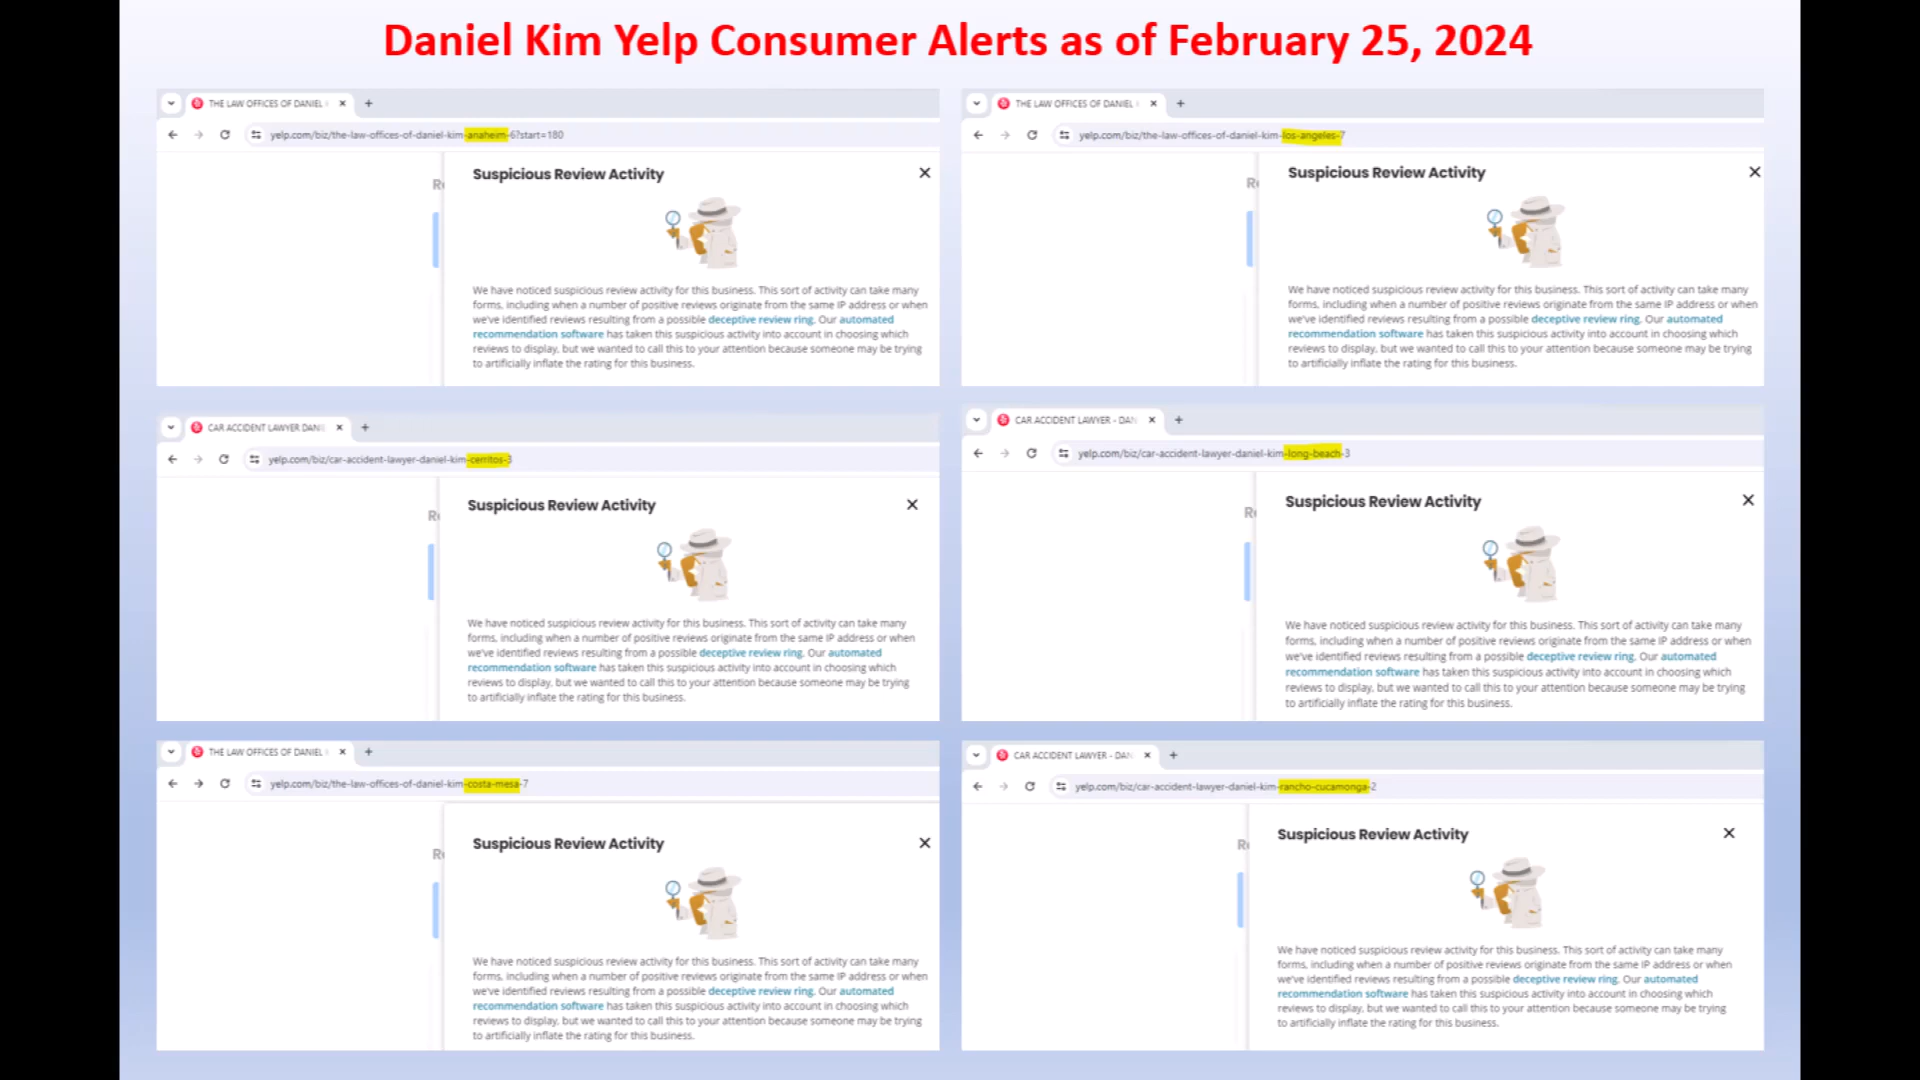 Daniel Kim Yelp Consumer Alerts as of February 25, 2024
THE LAW OFFICES OF DANIEL
yelp.com/biz/the-law-offices-of-daniel-kim-anaheim-6?start=180
Suspicious Review Activity
We have noticed suspicious review activity for this business. This sort of activity can take many
forms, including when a number of positive reviews originate from the same IP address or when
we've identified reviews resulting from a possible deceptive review ring. Our automated
recommendation software has taken this suspicious activity into account in choosing which
reviews to display, but we wanted to call this to your attention because someone may be trying
to artificially inflate the rating for this business.
THE LAW OFFICES OF DANIEL
yelp.com/biz/the-law-offices-of-daniel-kim-los-angeles-7
Suspicious Review Activity
We have noticed suspicious review activity for this business. This sort of activity can take many
forms, including when a number of positive reviews originate from the same IP address or when
we've identified reviews resulting from a possible deceptive review ring. Our automated
recommendation software has taken this suspicious activity into account in choosing which
reviews to display, but we wanted to call this to your attention because someone may be trying
to artificially inflate the rating for this business.
CAR ACCIDENT LAWYER DANI
yelp.com/biz/car-accident-lawyer-daniel-kim-cerritos-3
Suspicious Review Activity
We have noticed suspicious review activity for this business. This sort of activity can take many
forms, including when a number of positive reviews originate from the same IP address or when
we've identified reviews resulting from a possible deceptive review ring. Our automated
recommendation software has taken this suspicious activity into account in choosing which
reviews to display, but we wanted to call this to your attention because someone may be trying
to artificially inflate the rating for this business.
CAR ACCIDENT LAWYER - DAN
yelp.com/biz/car-accident-lawyer-daniel-kim-long-beach-3
Suspicious Review Activity
We have noticed suspicious review activity for this business. This sort of activity can take many
forms, including when a number of positive reviews originate from the same IP address or when
we've identified reviews resulting from a possible deceptive review ring. Our automated
recommendation software has taken this suspicious activity into account in choosing which
reviews to display, but we wanted to call this to your attention because someone may be trying
to artificially inflate the rating for this business.
THE LAW OFFICES OF DANIEL
yelp.com/biz/the-law-offices-of-daniel-kim-costa-mesa-7
Suspicious Review Activity
We have noticed suspicious review activity for this business. This sort of activity can take many
forms, including when a number of positive reviews originate from the same IP address or when
we've identified reviews resulting from a possible deceptive review ring. Our automated
recommendation software has taken this suspicious activity into account in choosing which
reviews to display, but we wanted to call this to your attention because someone may be trying
to artificially inflate the rating for this business.
CAR ACCIDENT LAWYER - DAN
yelp.com/biz/car-accident-lawyer-daniel-kim-rancho-cucamonga-2
Suspicious Review Activity
We have noticed suspicious review activity for this business. This sort of activity can take many
forms, including when a number of positive reviews originate from the same IP address or when
we've identified reviews resulting from a possible deceptive review ring. Our automated
recommendation software has taken this suspicious activity into account in choosing which
reviews to display, but we wanted to call this to your attention because someone may be trying
to artificially inflate the rating for this business.